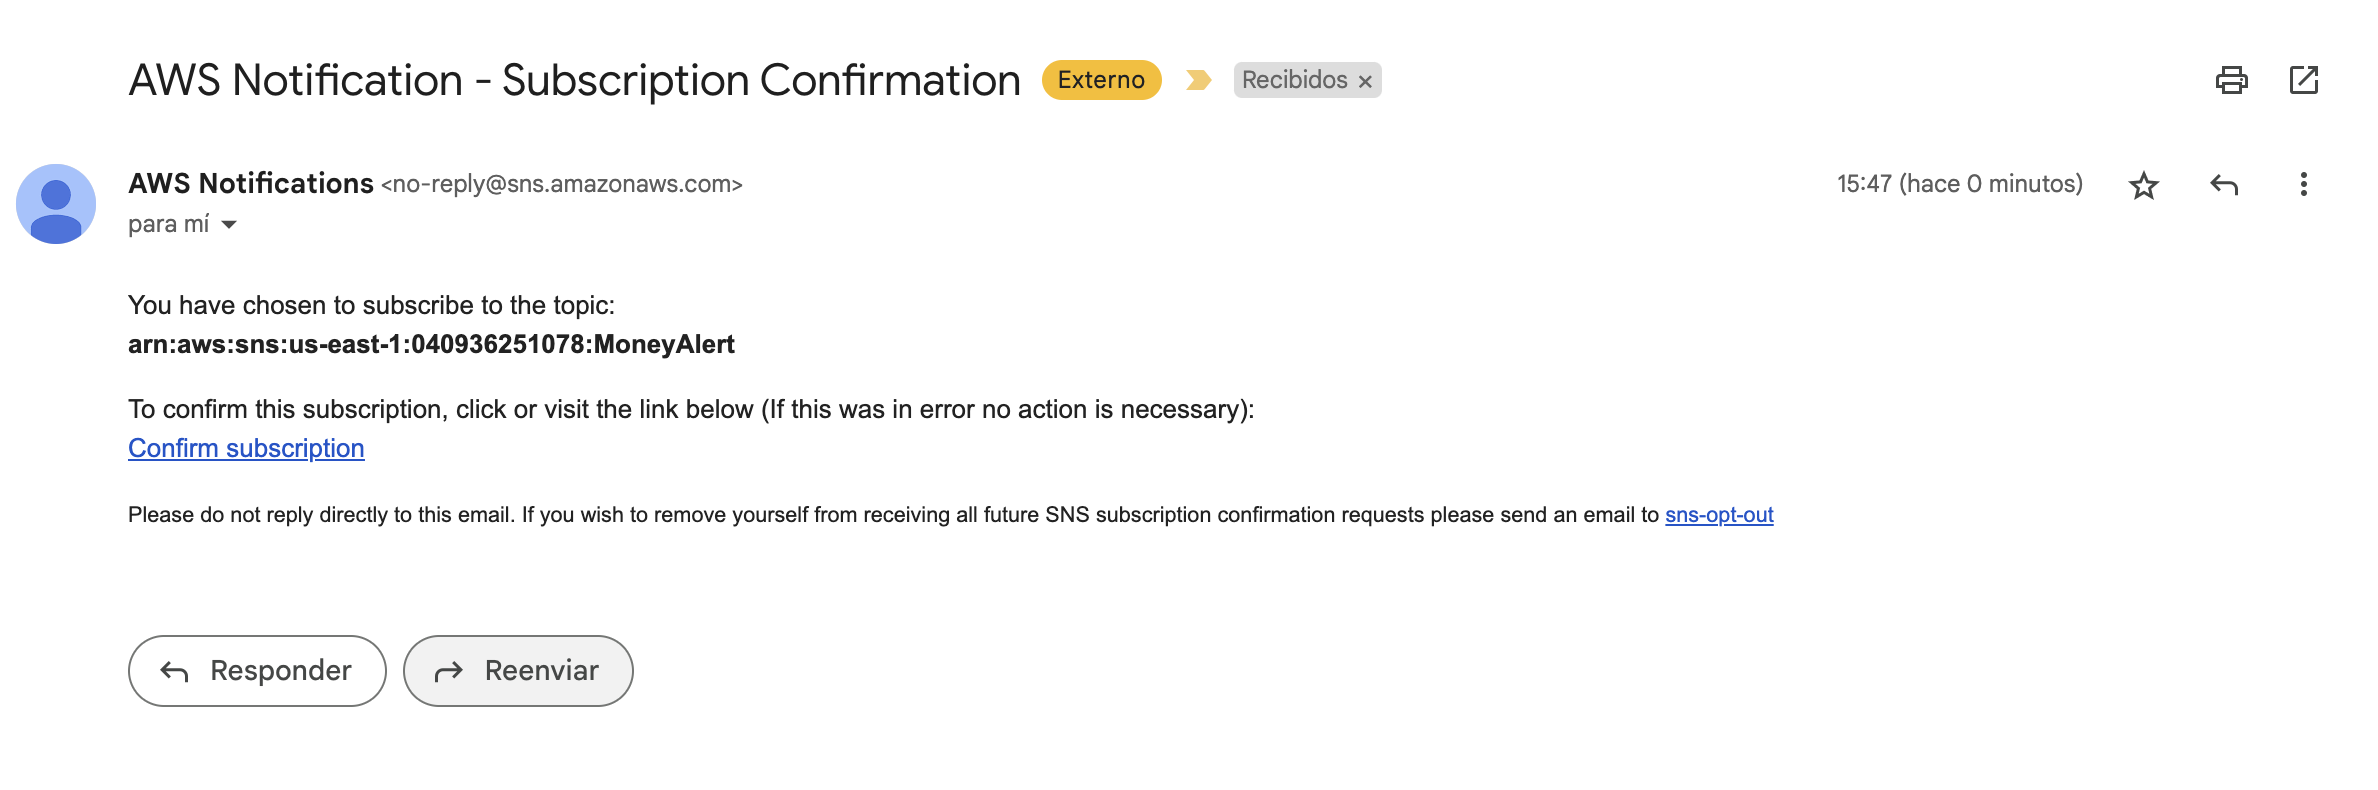 AWS Notification - Subscription Confirmation Externo Recibidos ×
AWS Notifications <no-reply@sns.amazonaws.com> 15:47 (hace 0 minutos)
para mí
You have chosen to subscribe to the topic:
arn:aws:sns:us-east-1:040936251078:MoneyAlert
To confirm this subscription, click or visit the link below (If this was in error no action is necessary):
Confirm subscription
Please do not reply directly to this email. If you wish to remove yourself from receiving all future SNS subscription confirmation requests please send an email to sns-opt-out
Responder Reenviar